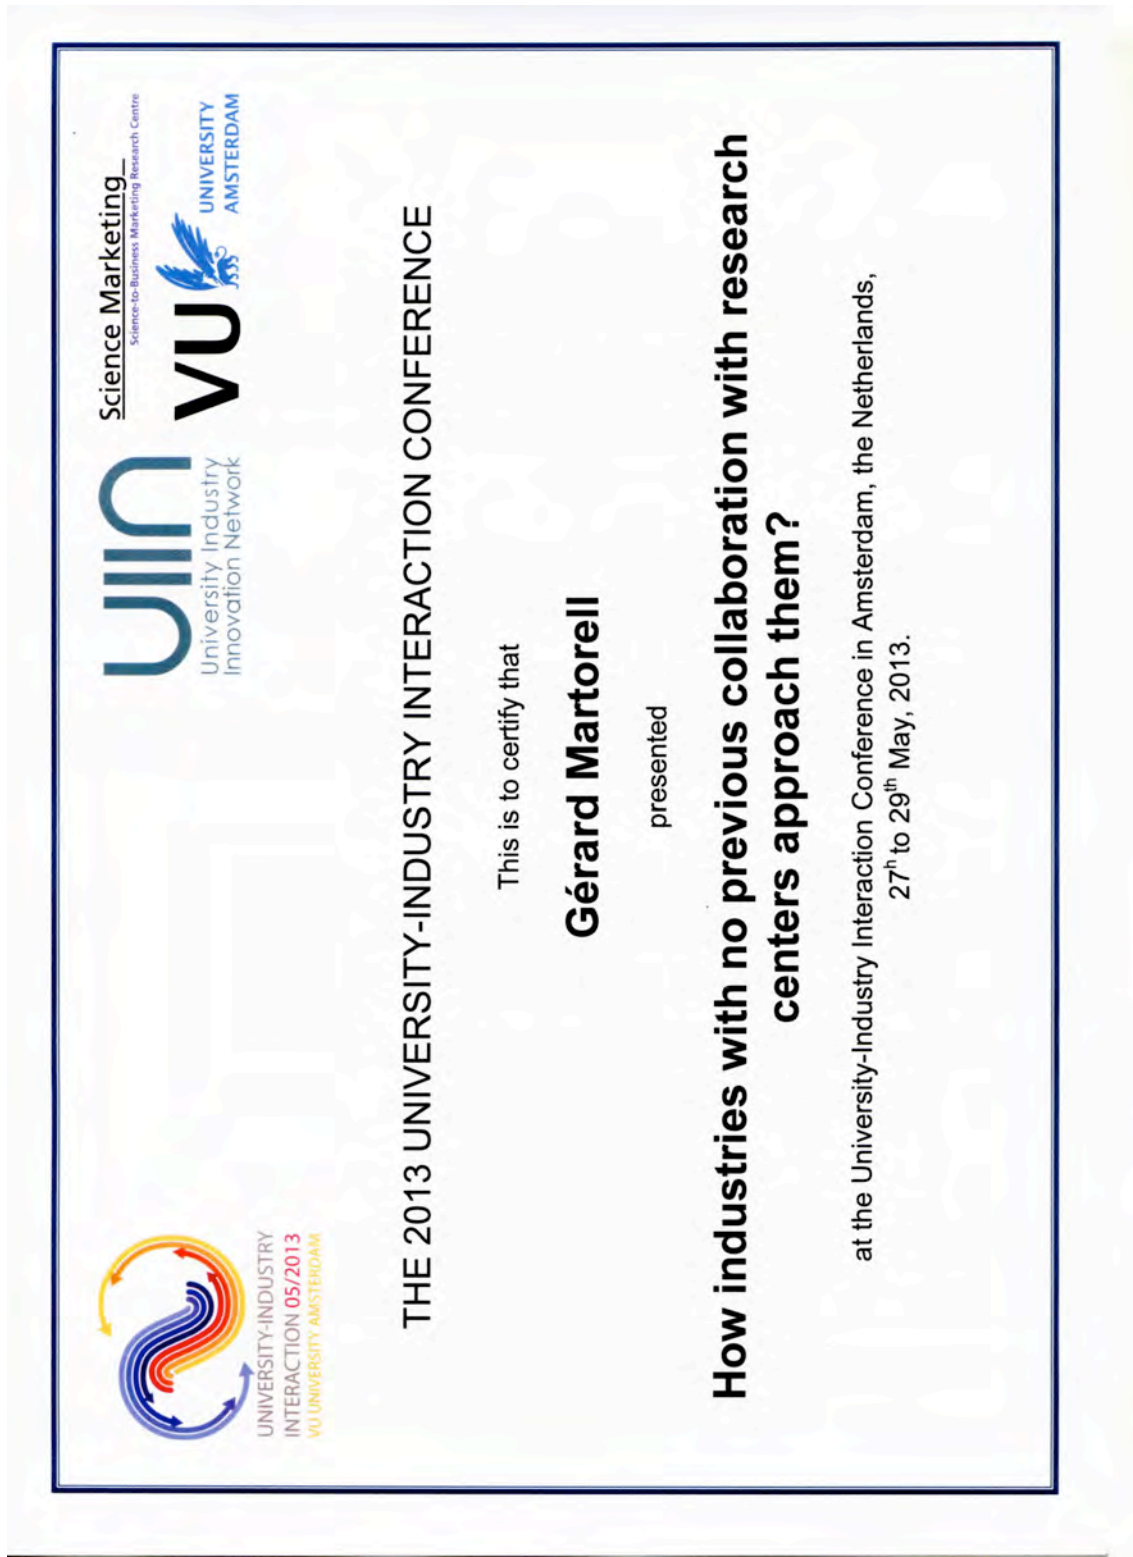 UNIVERSITY-INDUSTRY
INTERACTION 05/2013
VU UNIVERSITY AMSTERDAM
UIIN
University Industry
Innovation Network
Science Marketing_
Science-to-Business Marketing Research Centre
VU
UNIVERSITY
AMSTERDAM
THE 2013 UNIVERSITY-INDUSTRY INTERACTION CONFERENCE
This is to certify that
Gérard Martorell
presented
How industries with no previous collaboration with research
centers approach them?
at the University-Industry Interaction Conference in Amsterdam, the Netherlands,
27h to 29th May, 2013.